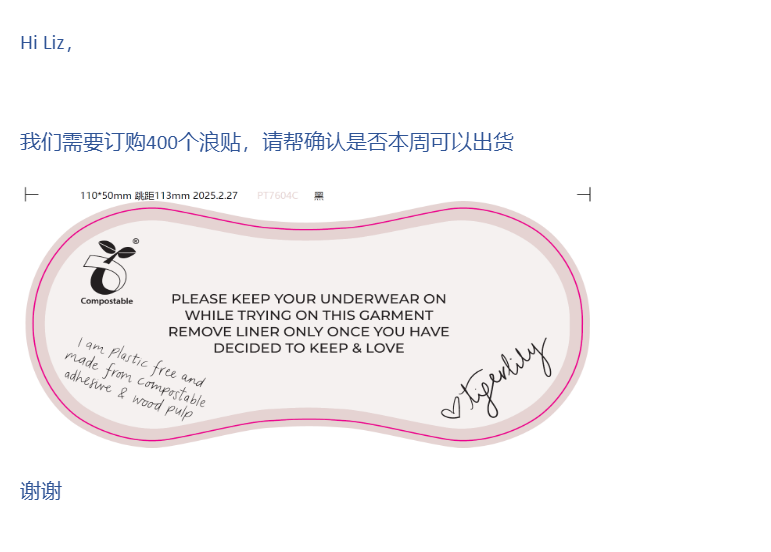 Hi Liz，
我们需要订购400个浪贴，请帮确认是否本周可以出货
110*50mm 跳距113mm 2025.2.27 PT7604C 黑
®
Compostable
PLEASE KEEP YOUR UNDERWEAR ON
WHILE TRYING ON THIS GARMENT
REMOVE LINER ONLY ONCE YOU HAVE
DECIDED TO KEEP & LOVE
I am plastic free and
made from compostable
adhesive & wood pulp
tigerlily
谢谢